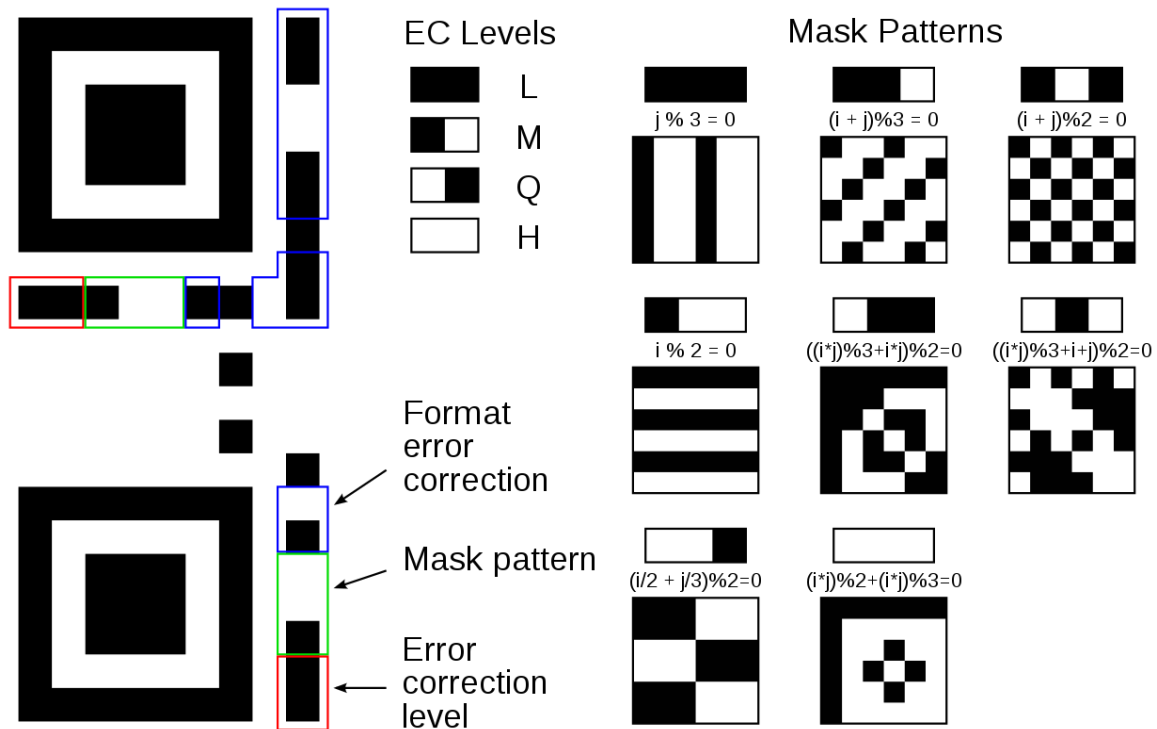 EC Levels
L
M
Q
H
Format
error
correction
Mask pattern
Error
correction
level
Mask Patterns
j % 3 = 0
(i + j)%3 = 0
(i + j)%2 = 0
i % 2 = 0
((i*j)%3+i*j)%2=0
((i*j)%3+i+j)%2=0
(i/2 + j/3)%2=0
(i*j)%2+(i*j)%3=0